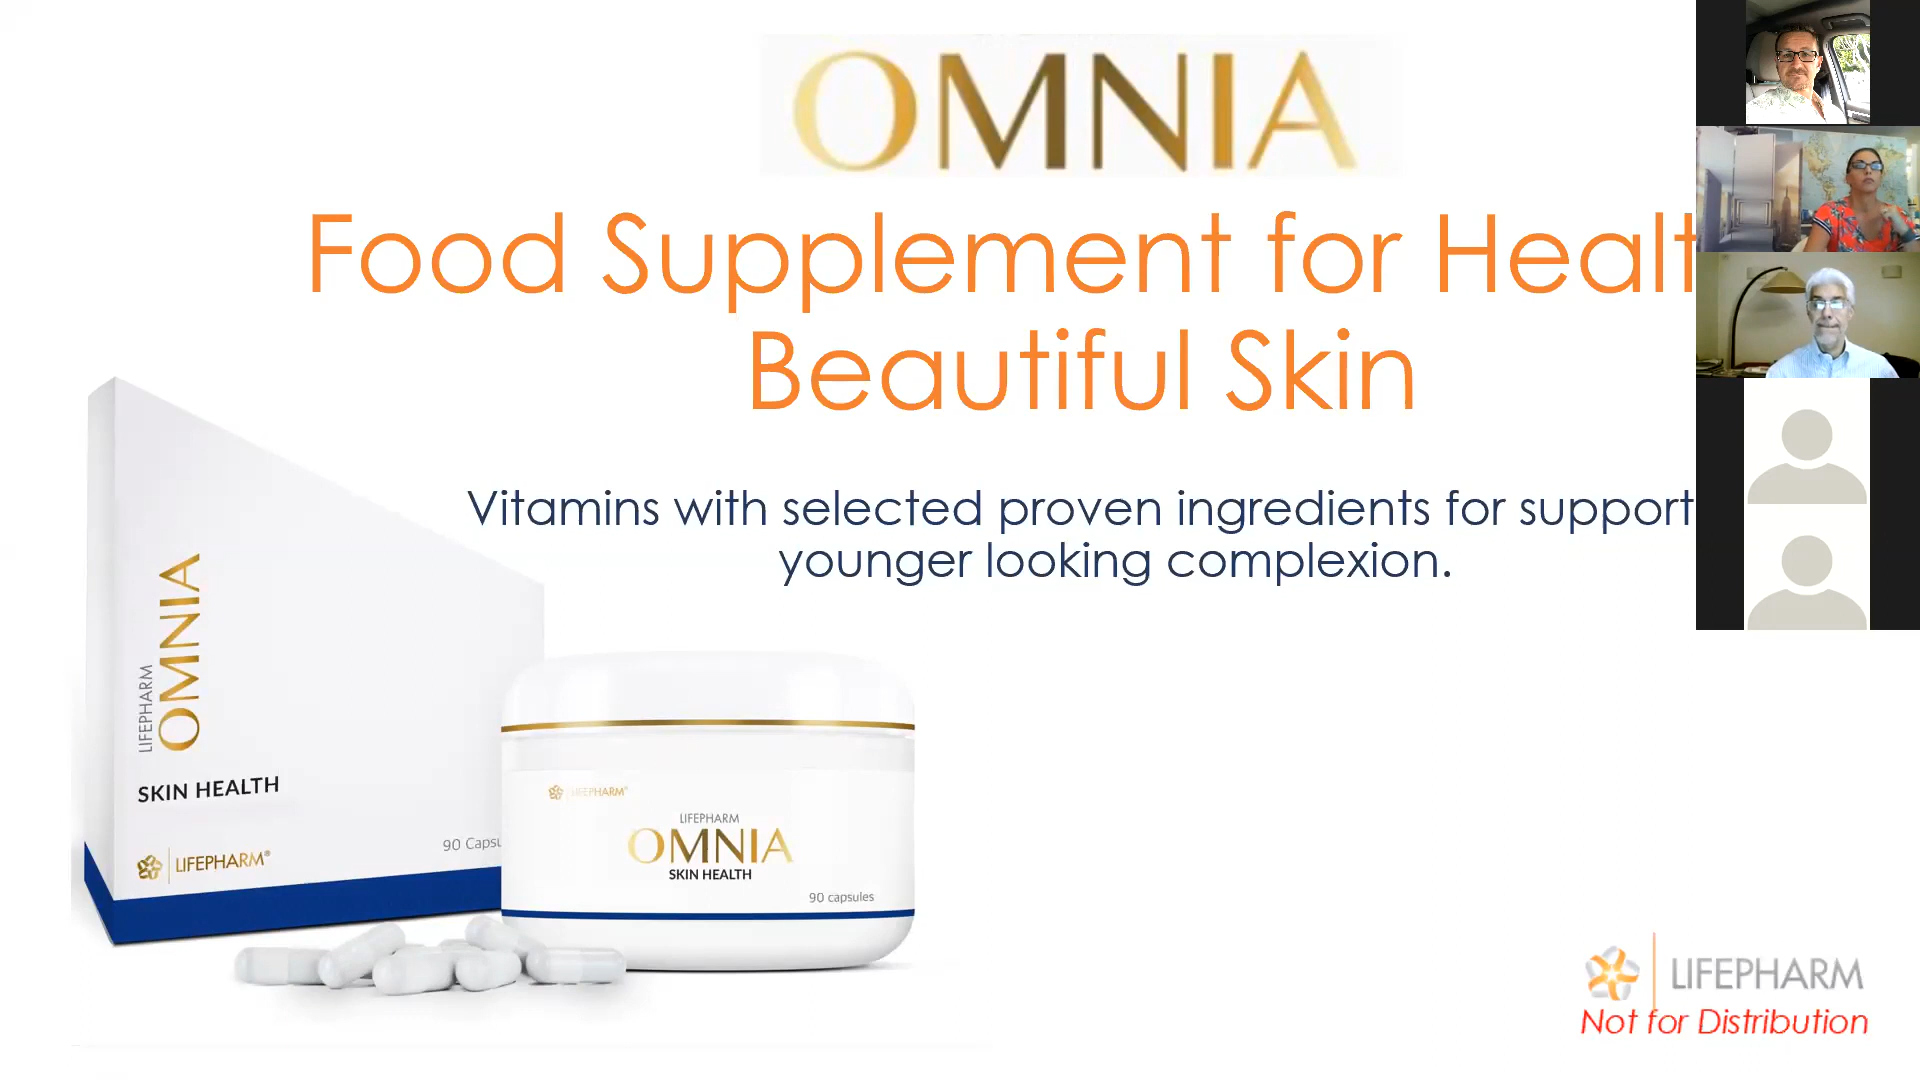 OMNIA
Food Supplement for Healt
Beautiful Skin
Vitamins with selected proven ingredients for support
younger looking complexion.
LIFEPHARM
OMNIA
SKIN HEALTH
LIFEPHARM®
90 Capsu
LIFEPHARM®
LIFEPHARM
OMNIA
SKIN HEALTH
90 capsules
LIFEPHARM
Not for Distribution